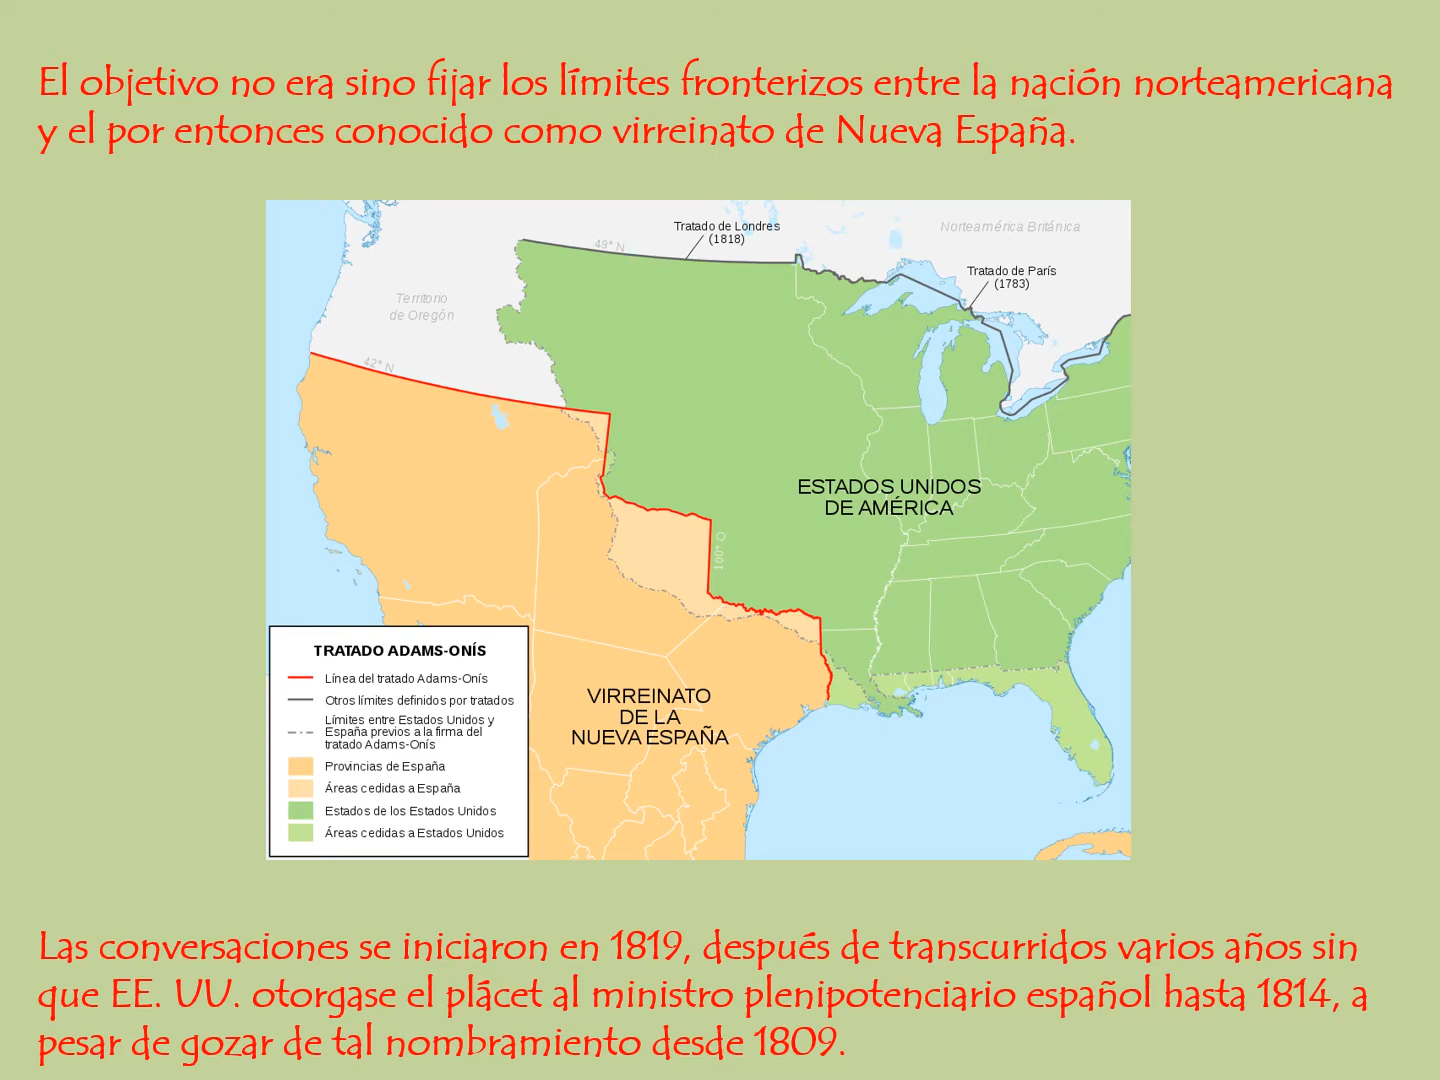 El objetivo no era sino fijar los límites fronterizos entre la nación norteamericana
y el por entonces conocido como virreinato de Nueva España.
Tratado de Londres
(1818)
Norteamérica Británica
49° N
Tratado de París
(1783)
Territorio
de Oregón
42° N
ESTADOS UNIDOS
DE AMÉRICA
100° O
TRATADO ADAMS-ONÍS
Línea del tratado Adams-Onís
Otros límites definidos por tratados
Límites entre Estados Unidos y
España previos a la firma del
tratado Adams-Onís
Provincias de España
Áreas cedidas a España
Estados de los Estados Unidos
Áreas cedidas a Estados Unidos
VIRREINATO
DE LA
NUEVA ESPAÑA
Las conversaciones se iniciaron en 1819, después de transcurridos varios años sin
que EE. UU. otorgase el plácet al ministro plenipotenciario español hasta 1814, a
pesar de gozar de tal nombramiento desde 1809.